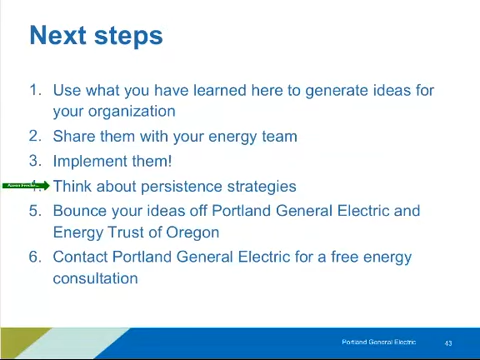 Next steps
1. Use what you have learned here to generate ideas for
your organization
2. Share them with your energy team
3. Implement them!
4. Think about persistence strategies
5. Bounce your ideas off Portland General Electric and
Energy Trust of Oregon
6. Contact Portland General Electric for a free energy
consultation
Portland General Electric 43